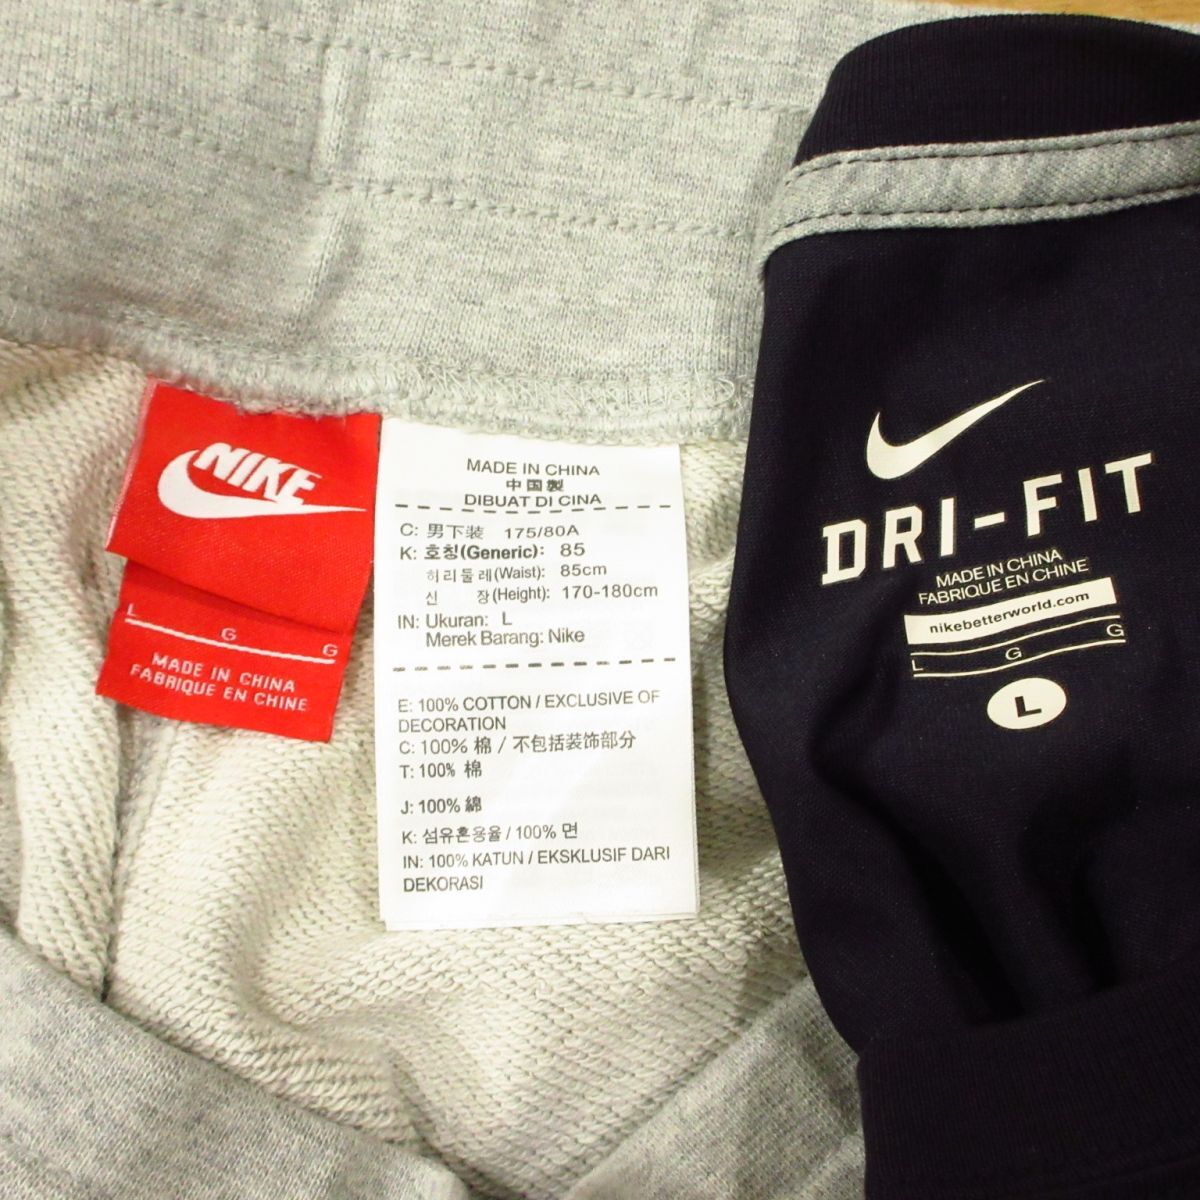 NIKE
L
G
G
MADE IN CHINA
FABRIQUE EN CHINE
MADE IN CHINA
中国製
DIBUAT DI CINA
C: 男下装 175/80A
K: 호칭(Generic): 85
허리둘레(Waist): 85cm
신 장(Height): 170-180cm
IN: Ukuran: L
Merek Barang: Nike
E: 100% COTTON / EXCLUSIVE OF
DECORATION
C: 100% 棉 / 不包括装饰部分
T: 100% 棉
J: 100% 綿
K: 섬유혼용율 / 100% 면
IN: 100% KATUN / EKSKLUSIF DARI
DEKORASI
DRI-FIT
MADE IN CHINA
FABRIQUE EN CHINE
nikebetterworld.com
L G G
L